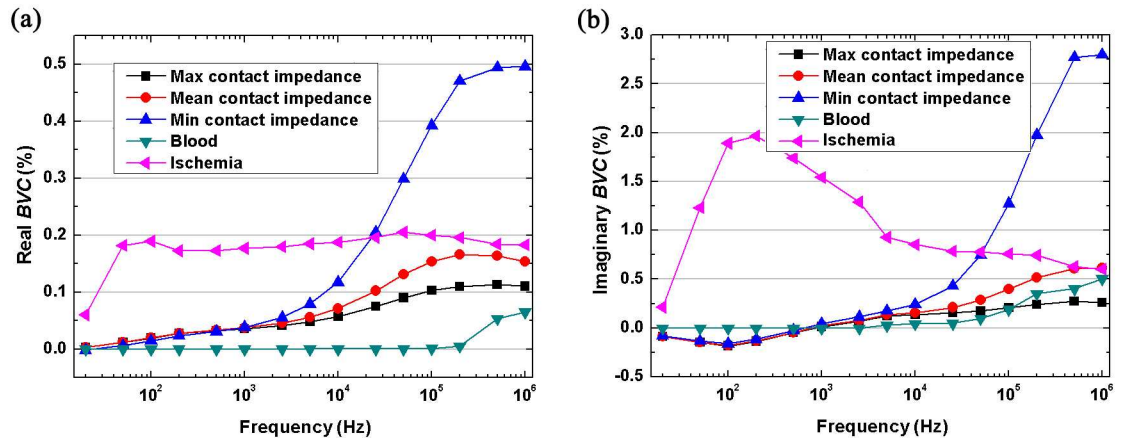 (a)
Real BVC (%)
0.5
0.4
0.3
0.2
0.1
0.0
Max contact impedance
Mean contact impedance
Min contact impedance
Blood
Ischemia
10² 10³ 10⁴ 10⁵ 10⁶
Frequency (Hz)
(b)
Imaginary BVC (%)
3.0
2.5
2.0
1.5
1.0
0.5
0.0
-0.5
Max contact impedance
Mean contact impedance
Min contact impedance
Blood
Ischemia
10² 10³ 10⁴ 10⁵ 10⁶
Frequency (Hz)